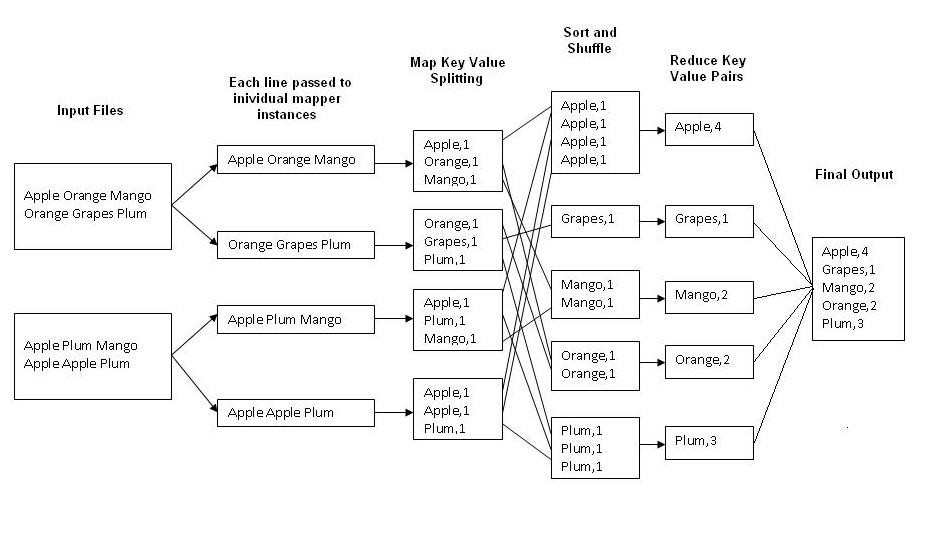 Input Files
Each line passed to
inividual mapper
instances
Map Key Value
Splitting
Sort and
Shuffle
Reduce Key
Value Pairs
Final Output
Apple Orange Mango
Orange Grapes Plum
Apple Plum Mango
Apple Apple Plum
Apple Orange Mango
Orange Grapes Plum
Apple Plum Mango
Apple Apple Plum
Apple,1
Orange,1
Mango,1
Orange,1
Grapes,1
Plum,1
Apple,1
Plum,1
Mango,1
Apple,1
Apple,1
Plum,1
Apple,1
Apple,1
Apple,1
Apple,1
Grapes,1
Mango,1
Mango,1
Orange,1
Orange,1
Plum,1
Plum,1
Plum,1
Apple,4
Grapes,1
Mango,2
Orange,2
Plum,3
Apple,4
Grapes,1
Mango,2
Orange,2
Plum,3